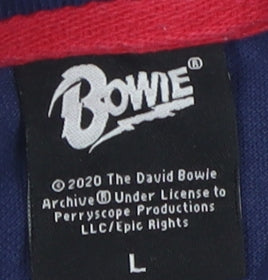 BOWIE®
© 2020 The David Bowie
Archive® Under License to
Perryscope Productions
LLC/Epic Rights
L